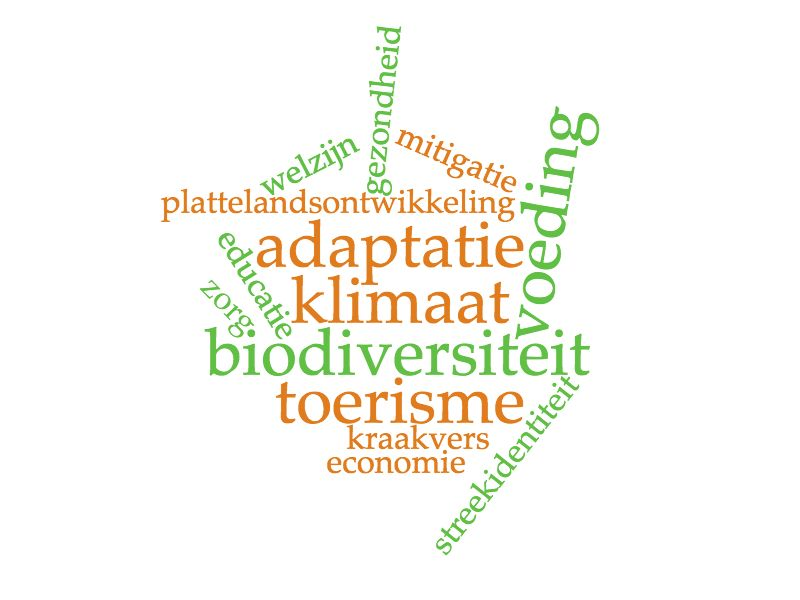 gezondheid
welzijn
mitigatie
plattelandsontwikkeling
voeding
adaptatie
educatie
zorg
klimaat
biodiversiteit
toerisme
kraakvers
economie
streekidentiteit